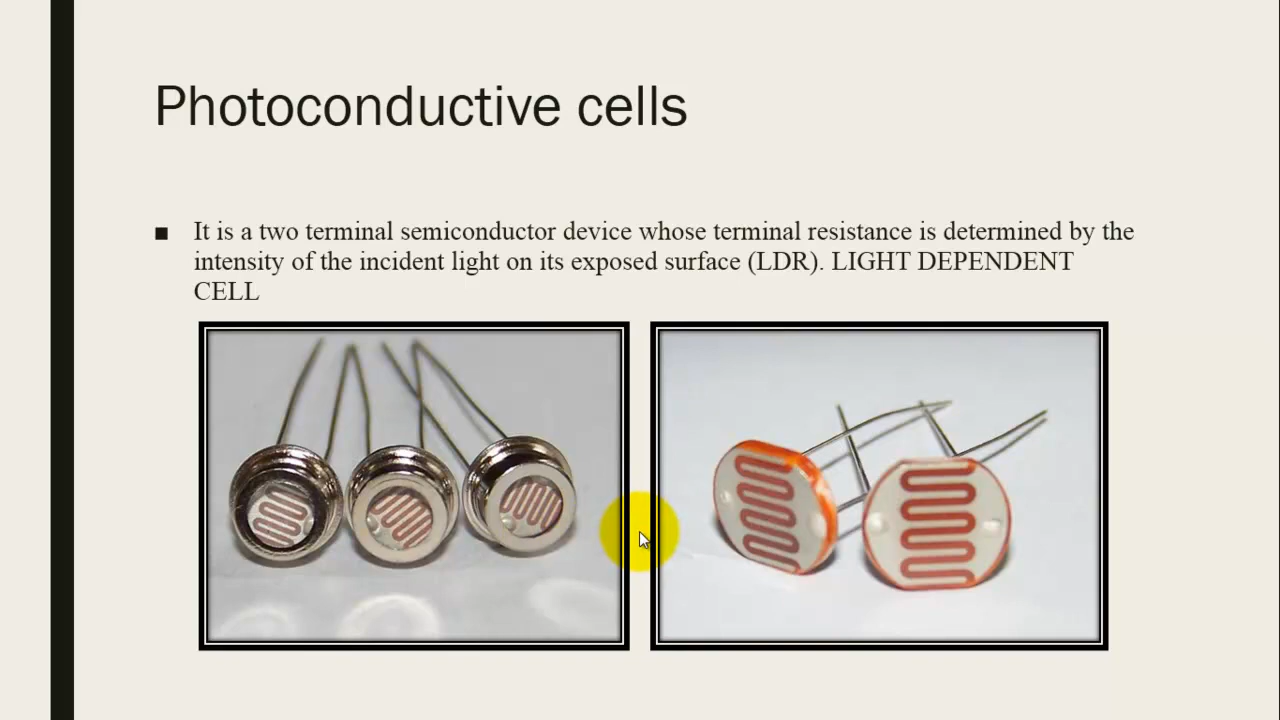 Photoconductive cells
It is a two terminal semiconductor device whose terminal resistance is determined by the
intensity of the incident light on its exposed surface (LDR). LIGHT DEPENDENT
CELL